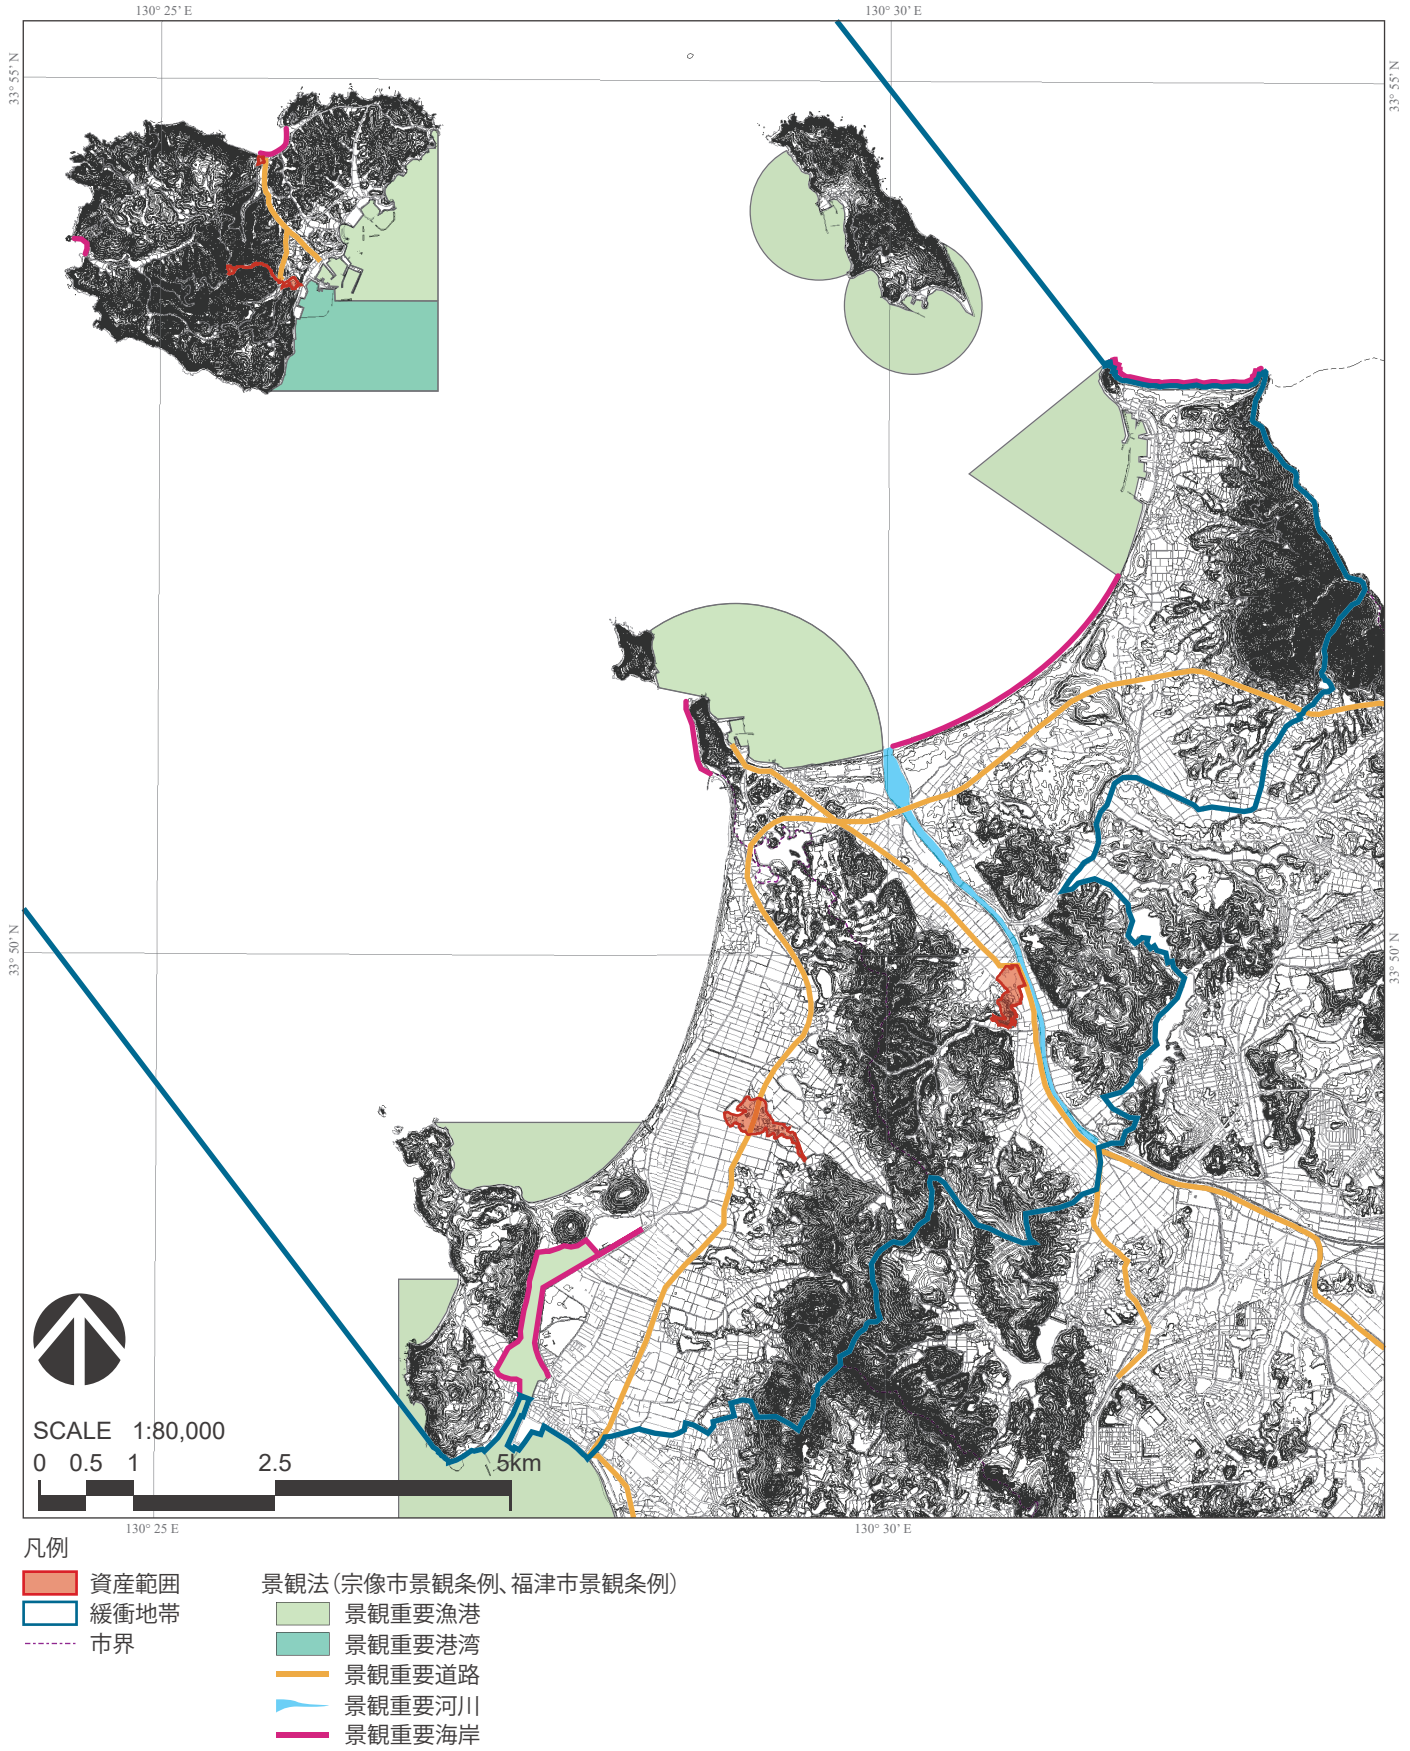 130° 25' E
130° 30' E
33° 55' N
33° 55' N
33° 50' N
33° 50' N
SCALE 1:80,000
0 0.5 1 2.5 5km
130° 25 E
130° 30' E
凡例
資産範囲
緩衝地帯
市界
景観法(宗像市景観条例、福津市景観条例)
景観重要漁港
景観重要港湾
景観重要道路
景観重要河川
景観重要海岸